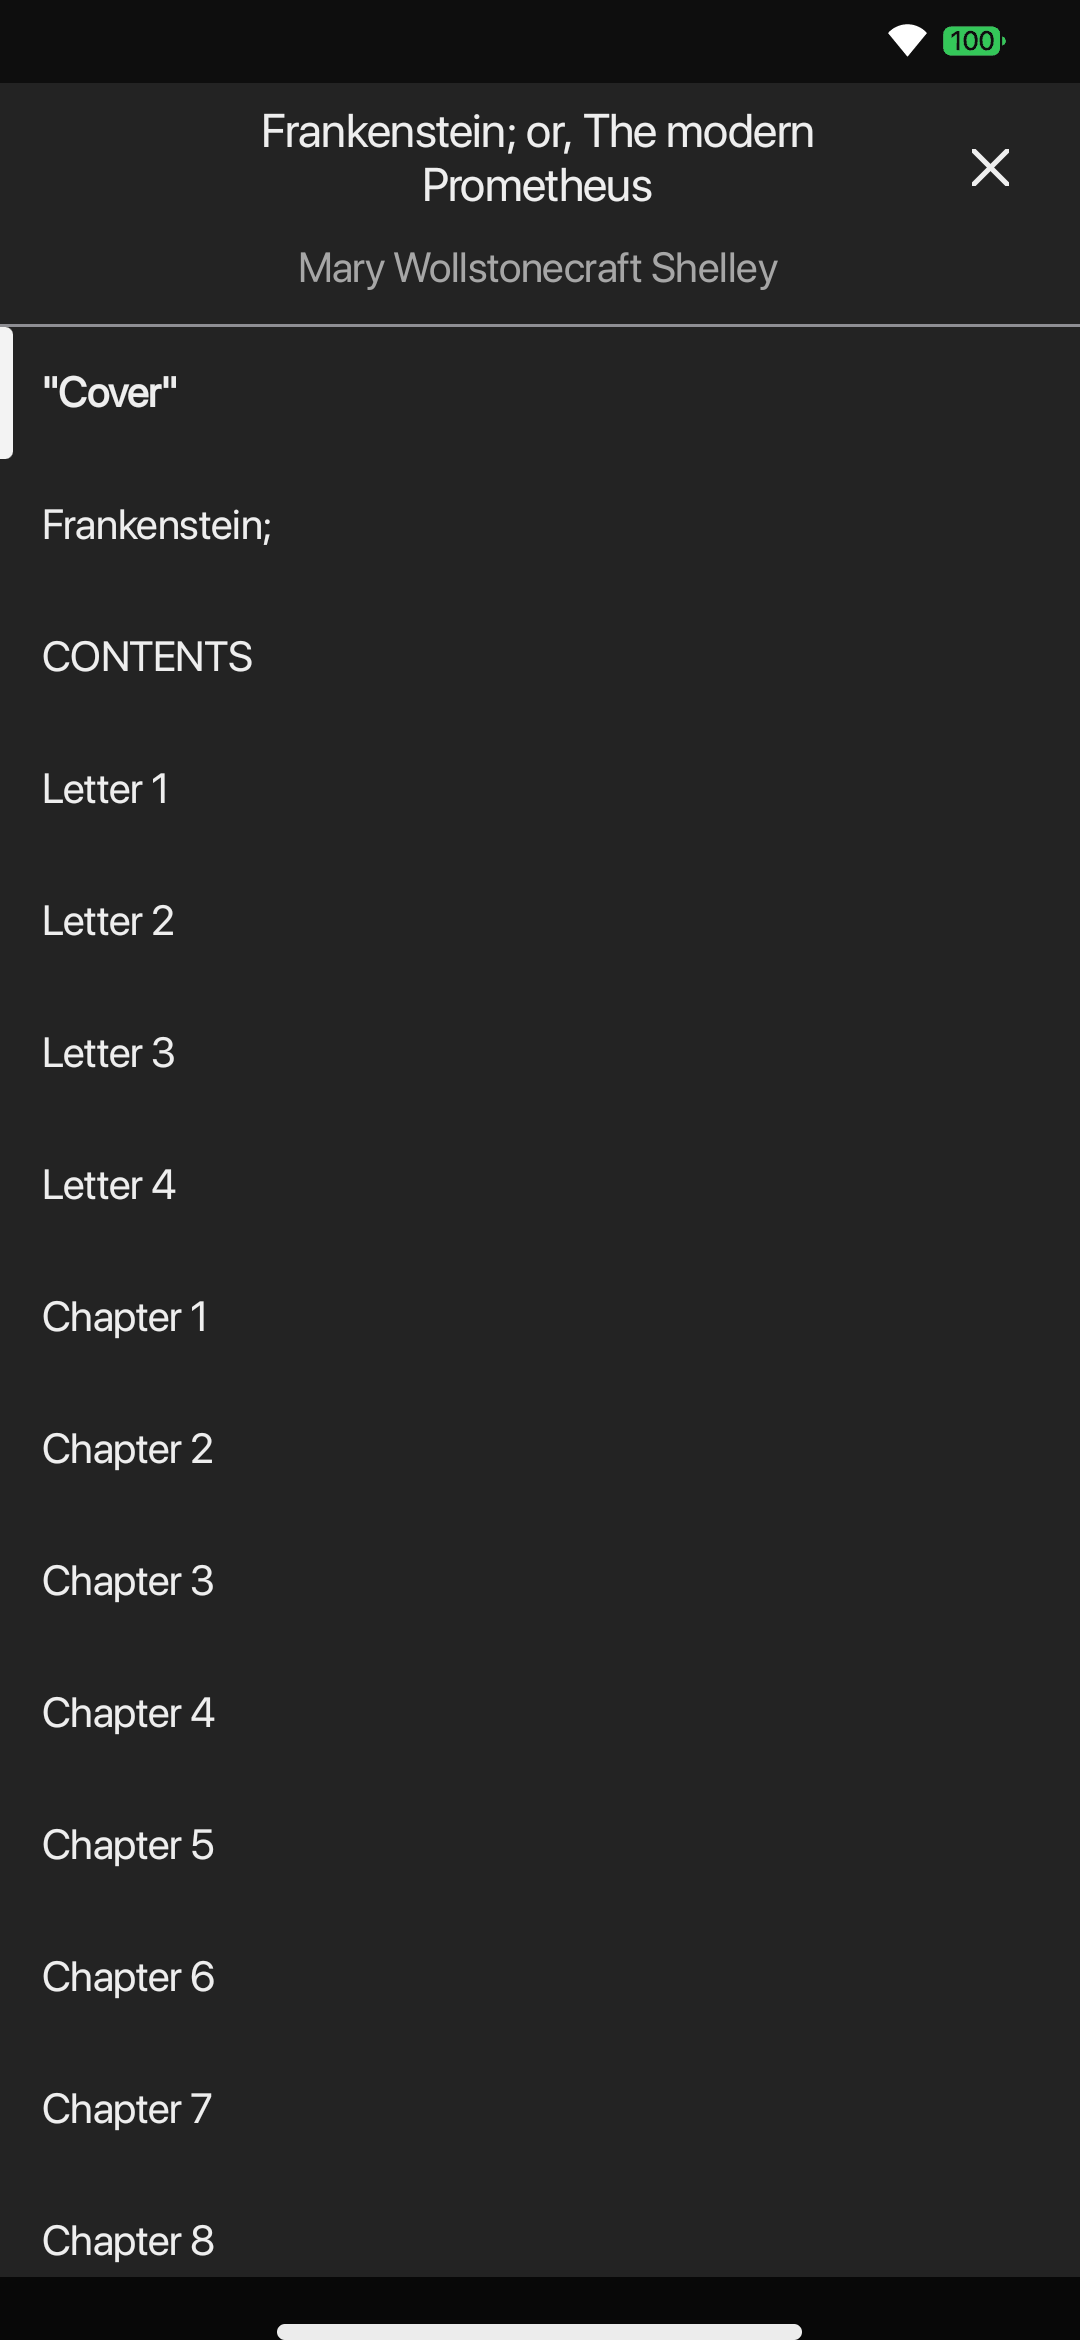 100
Frankenstein; or, The modern
Prometheus
Mary Wollstonecraft Shelley
"Cover"
Frankenstein;
CONTENTS
Letter 1
Letter 2
Letter 3
Letter 4
Chapter 1
Chapter 2
Chapter 3
Chapter 4
Chapter 5
Chapter 6
Chapter 7
Chapter 8